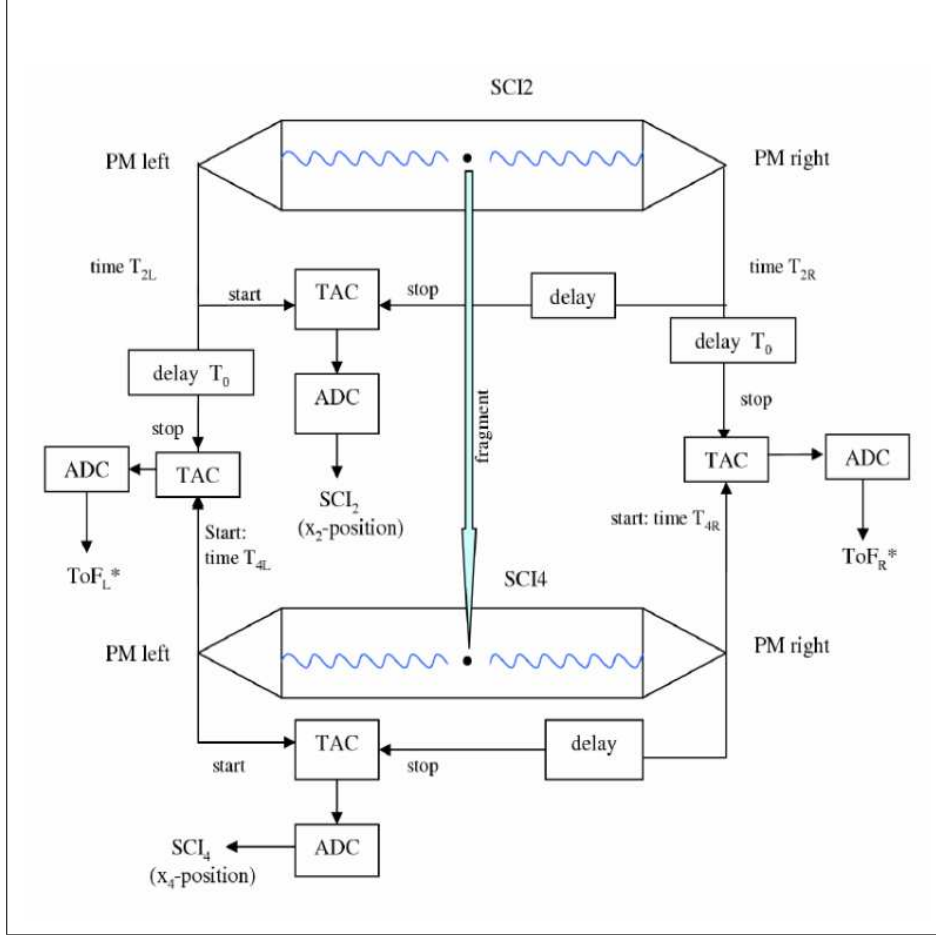 SCI2
PM left
PM right
time T₂L
time T₂R
start
TAC
stop
delay
delay T₀
delay T₀
ADC
stop
stop
fragment
ADC
TAC
TAC
ADC
SCI₂
(x₂-position)
Start:
time T₄L
start: time T₄R
ToF_L*
ToF_R*
SCI4
PM left
PM right
TAC
delay
start
stop
SCI₄
(x₄-position)
ADC